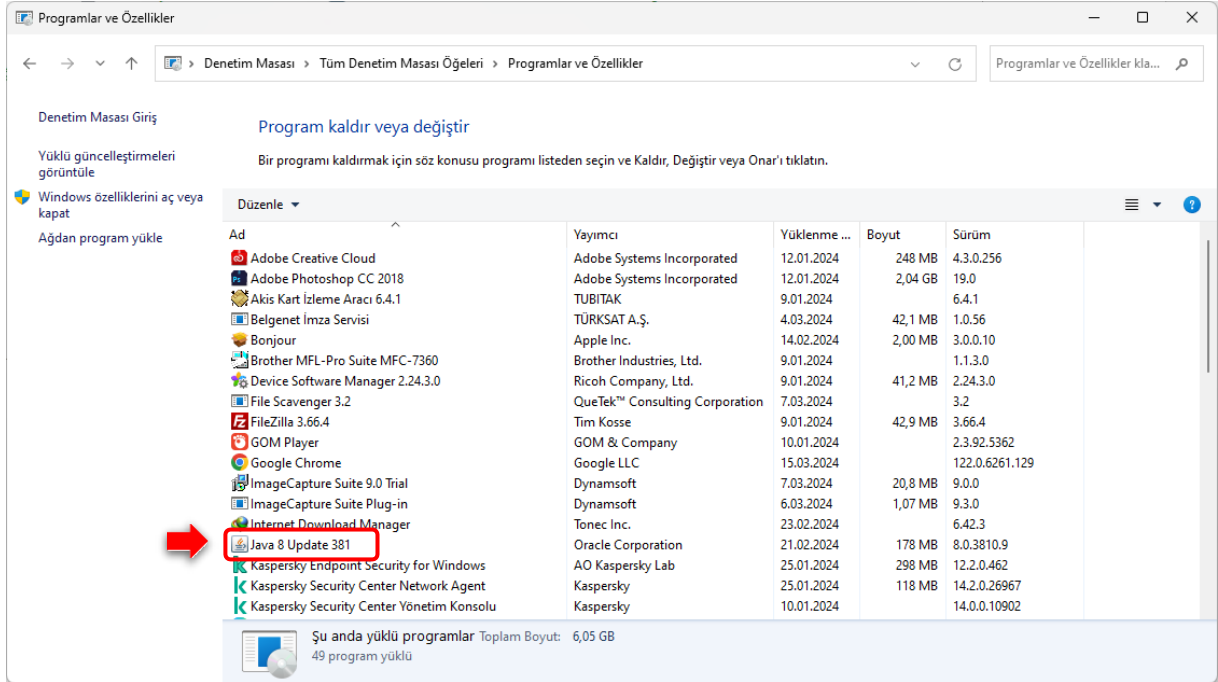 Programlar ve Özellikler
Denetim Masası > Tüm Denetim Masası Öğeleri > Programlar ve Özellikler
Programlar ve Özellikler kla...
Denetim Masası Giriş
Yüklü güncelleştirmeleri
görüntüle
Windows özelliklerini aç veya
kapat
Ağdan program yükle
Program kaldır veya değiştir
Bir programı kaldırmak için söz konusu programı listeden seçin ve Kaldır, Değiştir veya Onar'ı tıklatın.
Düzenle
Ad Yayımcı Yüklenme ... Boyut Sürüm
Adobe Creative Cloud Adobe Systems Incorporated 12.01.2024 248 MB 4.3.0.256
Adobe Photoshop CC 2018 Adobe Systems Incorporated 12.01.2024 2,04 GB 19.0
Akis Kart İzleme Aracı 6.4.1 TUBITAK 9.01.2024 6.4.1
Belgenet İmza Servisi TÜRKSAT A.Ş. 4.03.2024 42,1 MB 1.0.56
Bonjour Apple Inc. 14.02.2024 2,00 MB 3.0.0.10
Brother MFL-Pro Suite MFC-7360 Brother Industries, Ltd. 9.01.2024 1.1.3.0
Device Software Manager 2.24.3.0 Ricoh Company, Ltd. 9.01.2024 41,2 MB 2.24.3.0
File Scavenger 3.2 QueTek™ Consulting Corporation 7.03.2024 3.2
FileZilla 3.66.4 Tim Kosse 9.01.2024 42,9 MB 3.66.4
GOM Player GOM & Company 10.01.2024 2.3.92.5362
Google Chrome Google LLC 15.03.2024 122.0.6261.129
ImageCapture Suite 9.0 Trial Dynamsoft 7.03.2024 20,8 MB 9.0.0
ImageCapture Suite Plug-in Dynamsoft 6.03.2024 1,07 MB 9.3.0
Internet Download Manager Tonec Inc. 23.02.2024 6.42.3
Java 8 Update 381 Oracle Corporation 21.02.2024 178 MB 8.0.3810.9
Kaspersky Endpoint Security for Windows AO Kaspersky Lab 25.01.2024 298 MB 12.2.0.462
Kaspersky Security Center Network Agent Kaspersky 25.01.2024 118 MB 14.2.0.26967
Kaspersky Security Center Yönetim Konsolu Kaspersky 10.01.2024 14.0.0.10902
Şu anda yüklü programlar Toplam Boyut: 6,05 GB
49 program yüklü